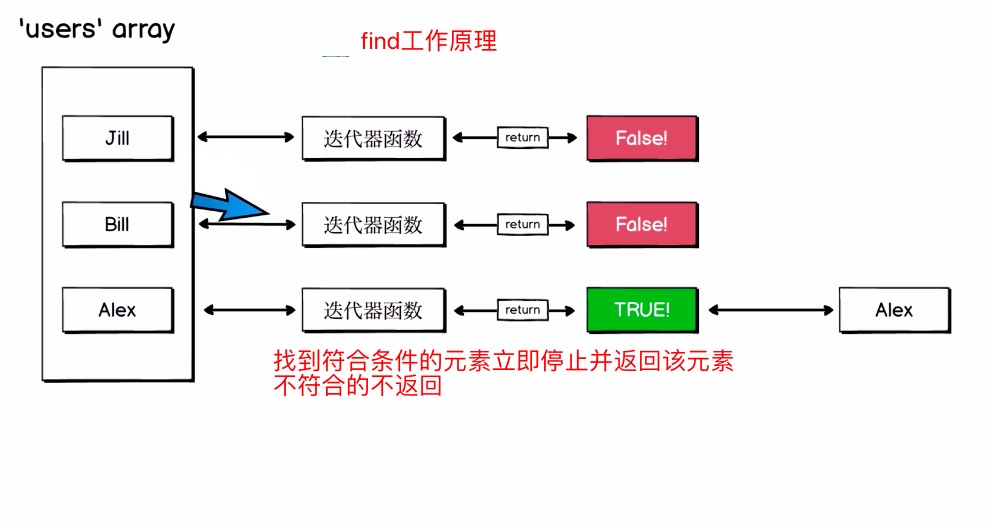 'users' array
find工作原理
Jill 迭代器函数 return False!
Bill 迭代器函数 return False!
Alex 迭代器函数 return TRUE! Alex
找到符合条件的元素立即停止并返回该元素
不符合的不返回